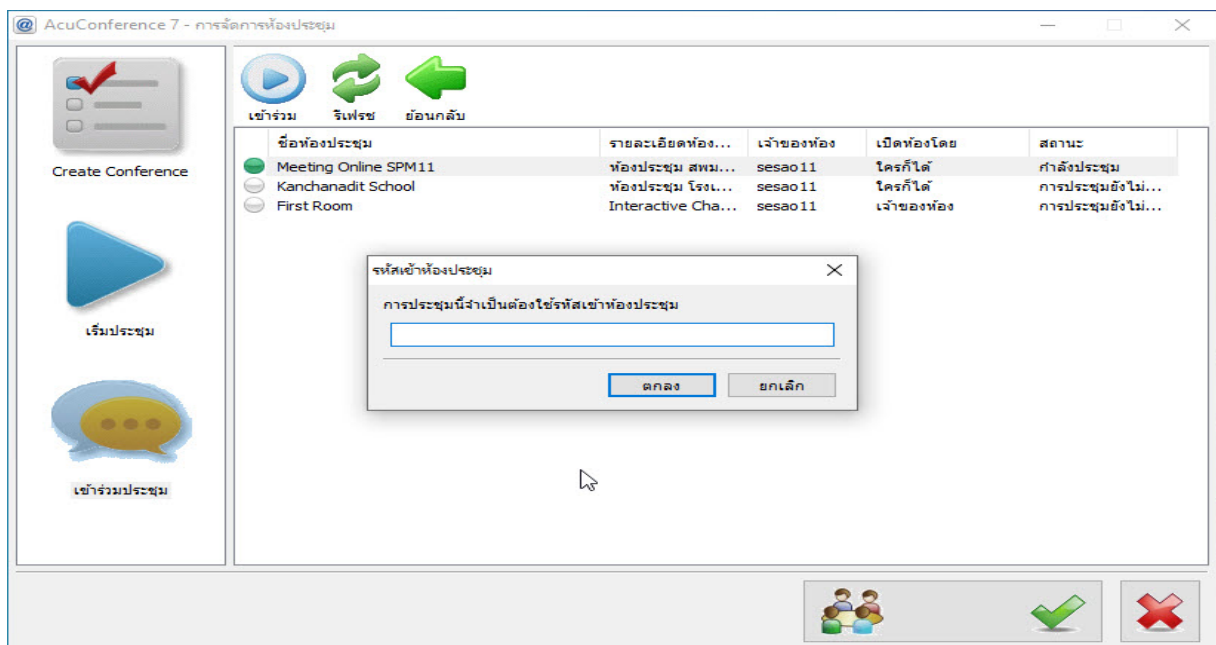 AcuConference 7 - การจัดการห้องประชุม
Create Conference
เริ่มประชุม
เข้าร่วมประชุม
เข้าร่วม รีเฟรช ย้อนกลับ
ชื่อห้องประชุม รายละเอียดห้อง... เจ้าของห้อง เปิดห้องโดย สถานะ
Meeting Online SPM11 ห้องประชุม สพม... sesao11 ใครก็ได้ กำลังประชุม
Kanchanadit School ห้องประชุม โรงเ... sesao11 ใครก็ได้ การประชุมยังไม่...
First Room Interactive Cha... sesao11 เจ้าของห้อง การประชุมยังไม่...
รหัสเข้าห้องประชุม
การประชุมนี้จำเป็นต้องใช้รหัสเข้าห้องประชุม
ตกลง ยกเลิก